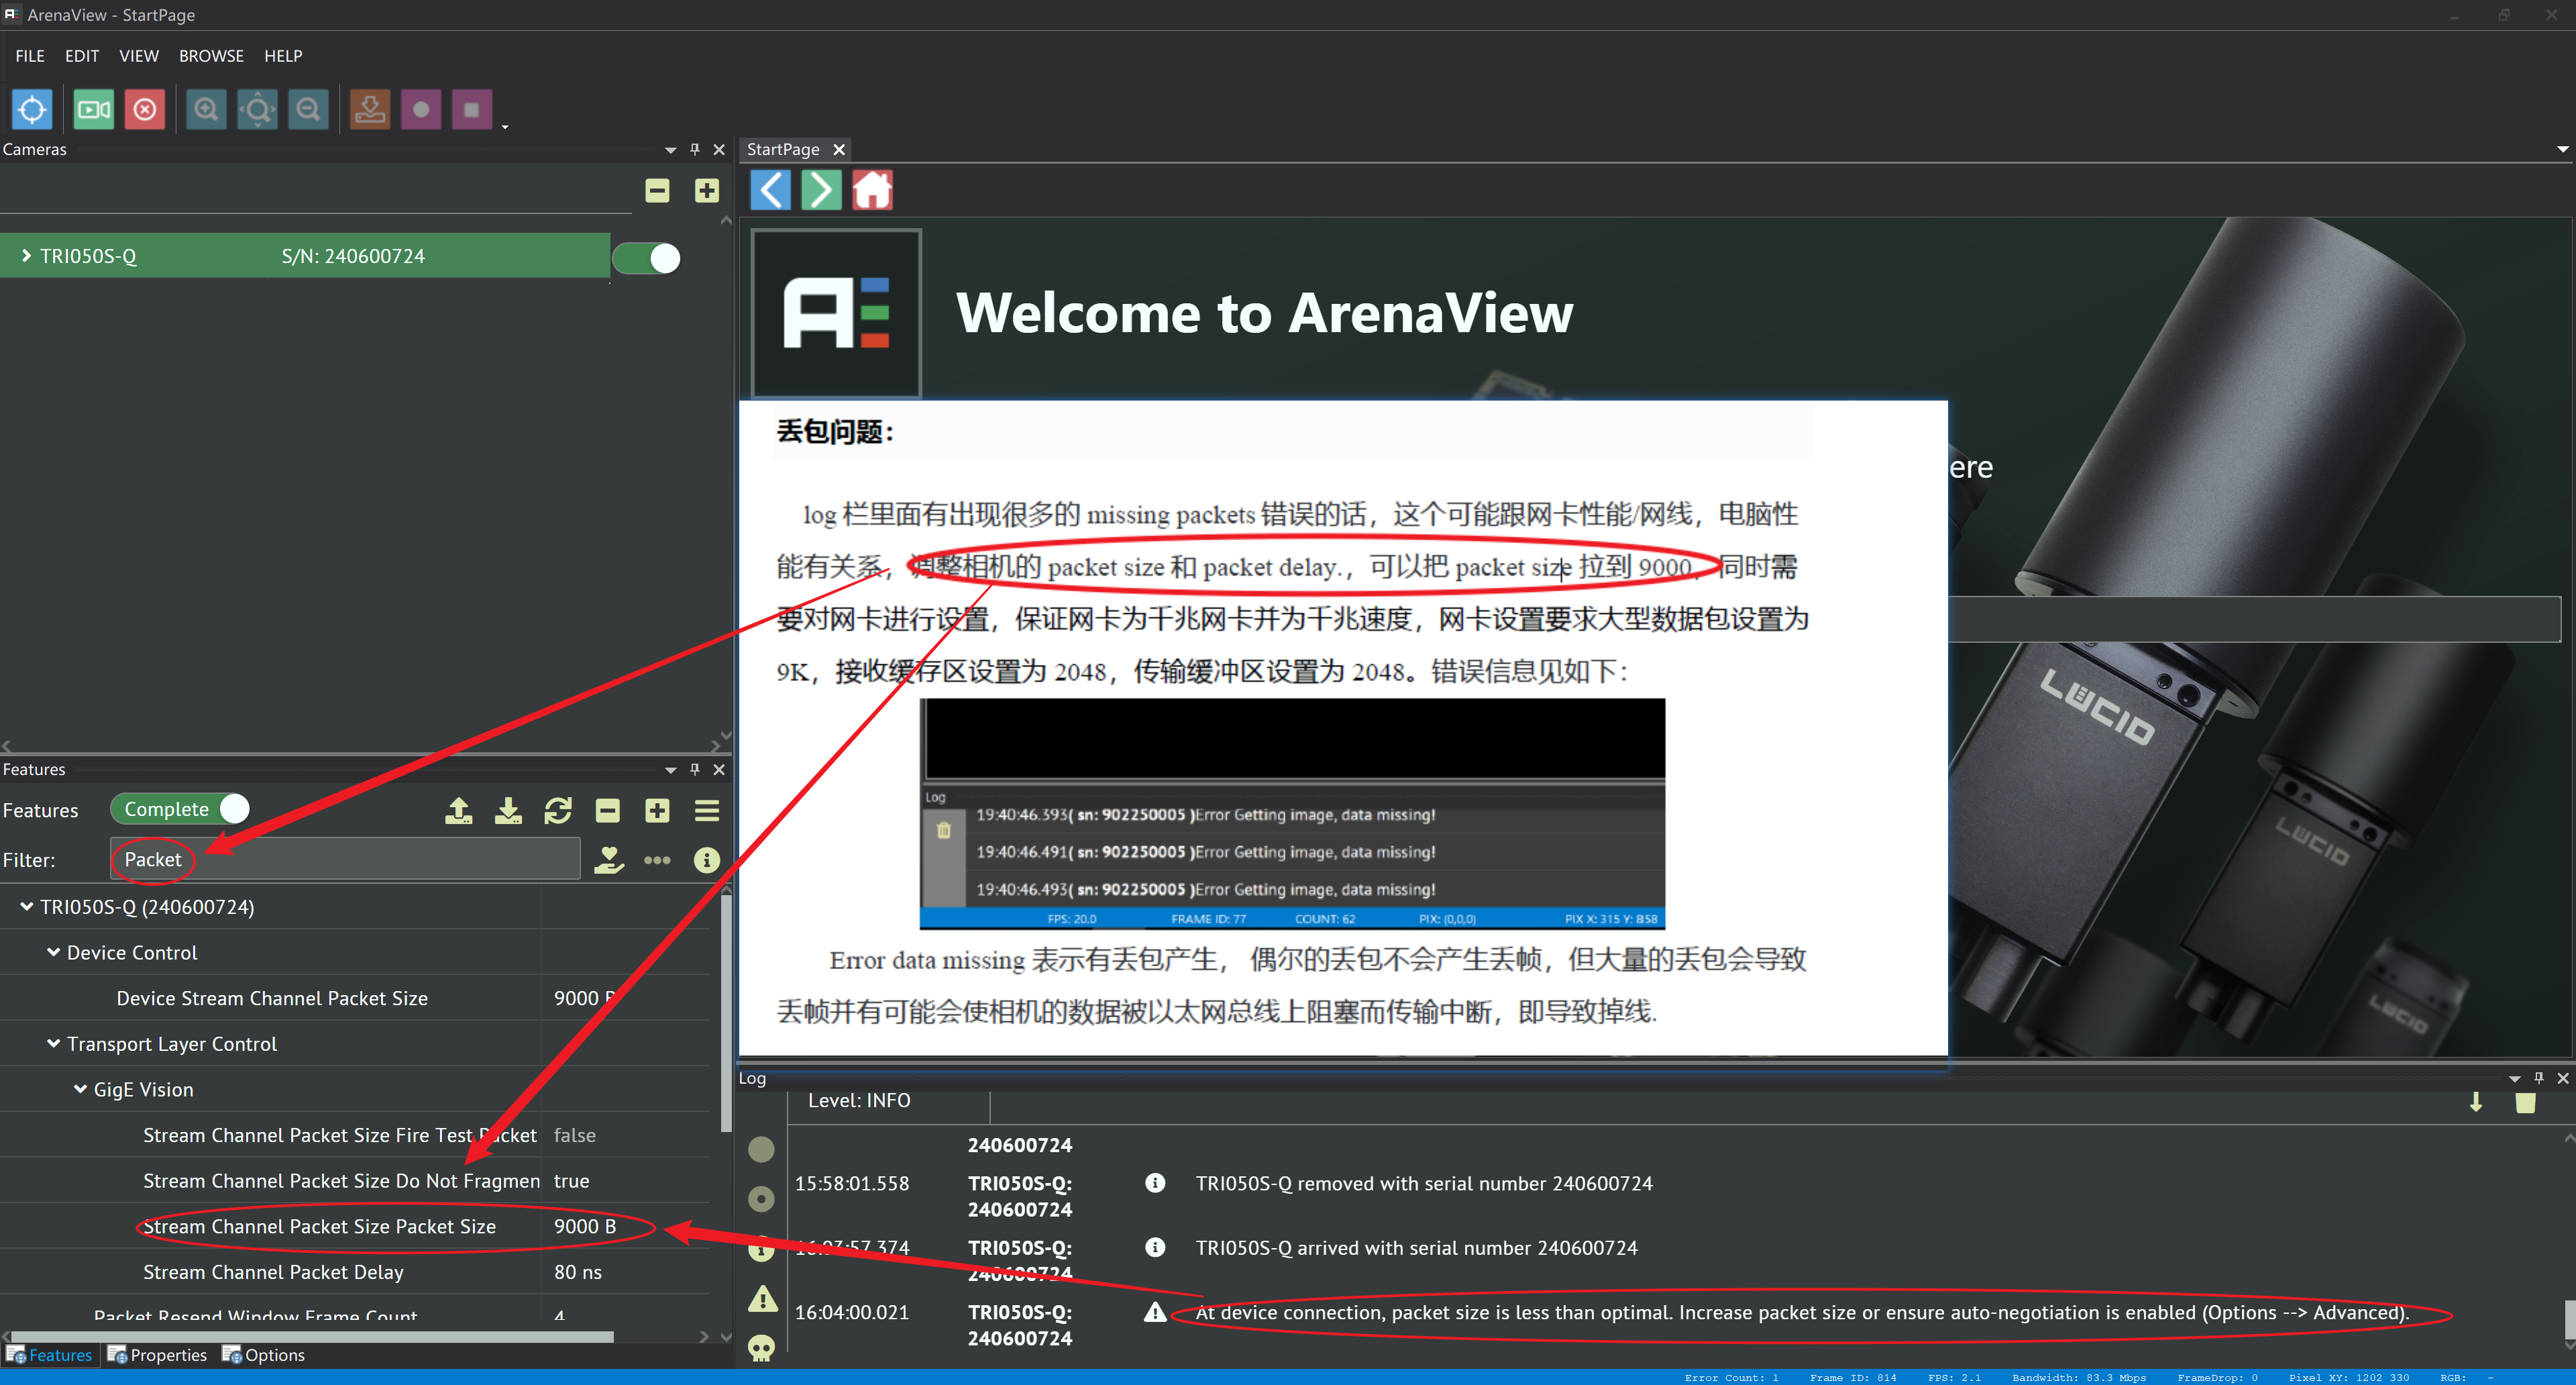 ArenaView - StartPage
FILE EDIT VIEW BROWSE HELP
Cameras
TRI050S-Q S/N: 240600724
StartPage
Welcome to ArenaView
ere
丢包问题：
log 栏里面有出现很多的 missing packets 错误的话，这个可能跟网卡性能/网线，电脑性
能有关系，调整相机的 packet size 和 packet delay.，可以把 packet size 拉到 9000，同时需
要对网卡进行设置，保证网卡为千兆网卡并为千兆速度，网卡设置要求大型数据包设置为
9K，接收缓存区设置为 2048，传输缓冲区设置为 2048。错误信息见如下：
Log
19:40:46.393( sn: 902250005 )Error Getting image, data missing!
19:40:46.491( sn: 902250005 )Error Getting image, data missing!
19:40:46.493( sn: 902250005 )Error Getting image, data missing!
FPS: 20.0 FRAME ID: 77 COUNT: 62 PIX: (0,0,0) PIX X: 315 Y: 858
Error data missing 表示有丢包产生， 偶尔的丢包不会产生丢帧，但大量的丢包会导致
丢帧并有可能会使相机的数据被以太网总线上阻塞而传输中断，即导致掉线.
LUCID
LUCID
LUCID
Features
Features Complete
Filter: Packet
TRI050S-Q (240600724)
Device Control
Device Stream Channel Packet Size 9000 B
Transport Layer Control
GigE Vision
Stream Channel Packet Size Fire Test Packet false
Stream Channel Packet Size Do Not Fragmen true
Stream Channel Packet Size Packet Size 9000 B
Stream Channel Packet Delay 80 ns
Packet Resend Window Frame Count 4
Features Properties Options
Log
Level: INFO
240600724
15:58:01.558 TRI050S-Q: TRI050S-Q removed with serial number 240600724
240600724
16:03:57.374 TRI050S-Q: TRI050S-Q arrived with serial number 240600724
240600724
16:04:00.021 TRI050S-Q: At device connection, packet size is less than optimal. Increase packet size or ensure auto-negotiation is enabled (Options --> Advanced).
240600724
Error Count: 1 Frame ID: 814 FPS: 2.1 Bandwidth: 83.3 Mbps FrameDrop: 0 Pixel XY: 1202 330 RGB: -